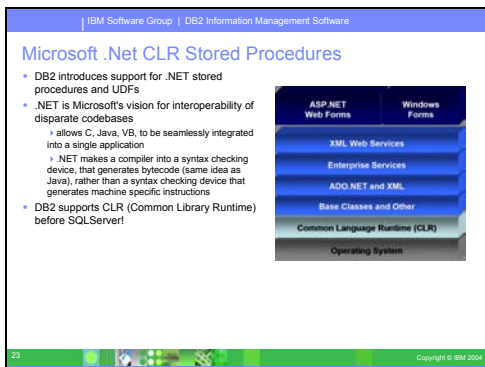 IBM Software Group | DB2 Information Management Software
Microsoft .Net CLR Stored
Procedures
DB2 introduces support for .NET stored
procedures and UDFs
.NET is Microsoft's vision for interoperability of
disparate codebases
allows C, Java, VB, to be seamlessly integrated
into a single application
.NET makes a compiler into a syntax checking
device, that generates bytecode (same idea as
Java), rather than a syntax checking device that
generates machine specific instructions
DB2 supports CLR (Common Library Runtime)
before SQLServer!
ASP.NET
Web Forms
Windows
Forms
XML Web Services
Enterprise Services
ADO.NET and XML
Base Classes and Other
Common Language Runtime (CLR)
Operating System
23
Copyright © IBM 2004